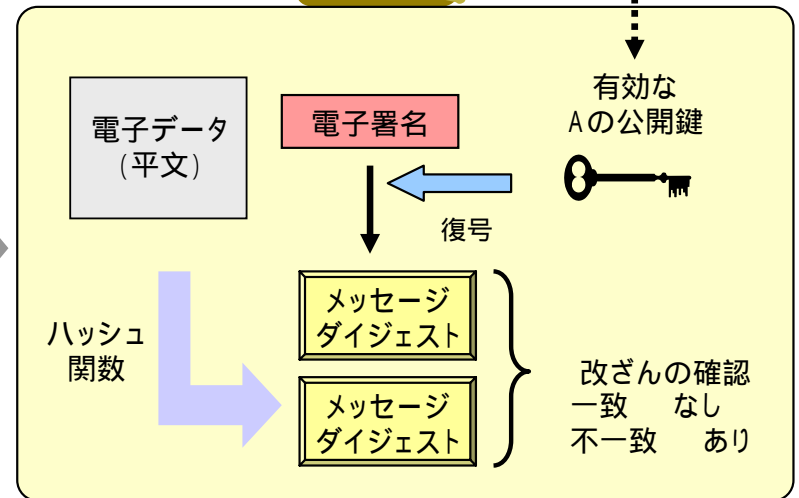 電子データ
(平文)
電子署名
有効な
Aの公開鍵
復号
ハッシュ
関数
メッセージ
ダイジェスト
メッセージ
ダイジェスト
改ざんの確認
一致　なし
不一致　あり